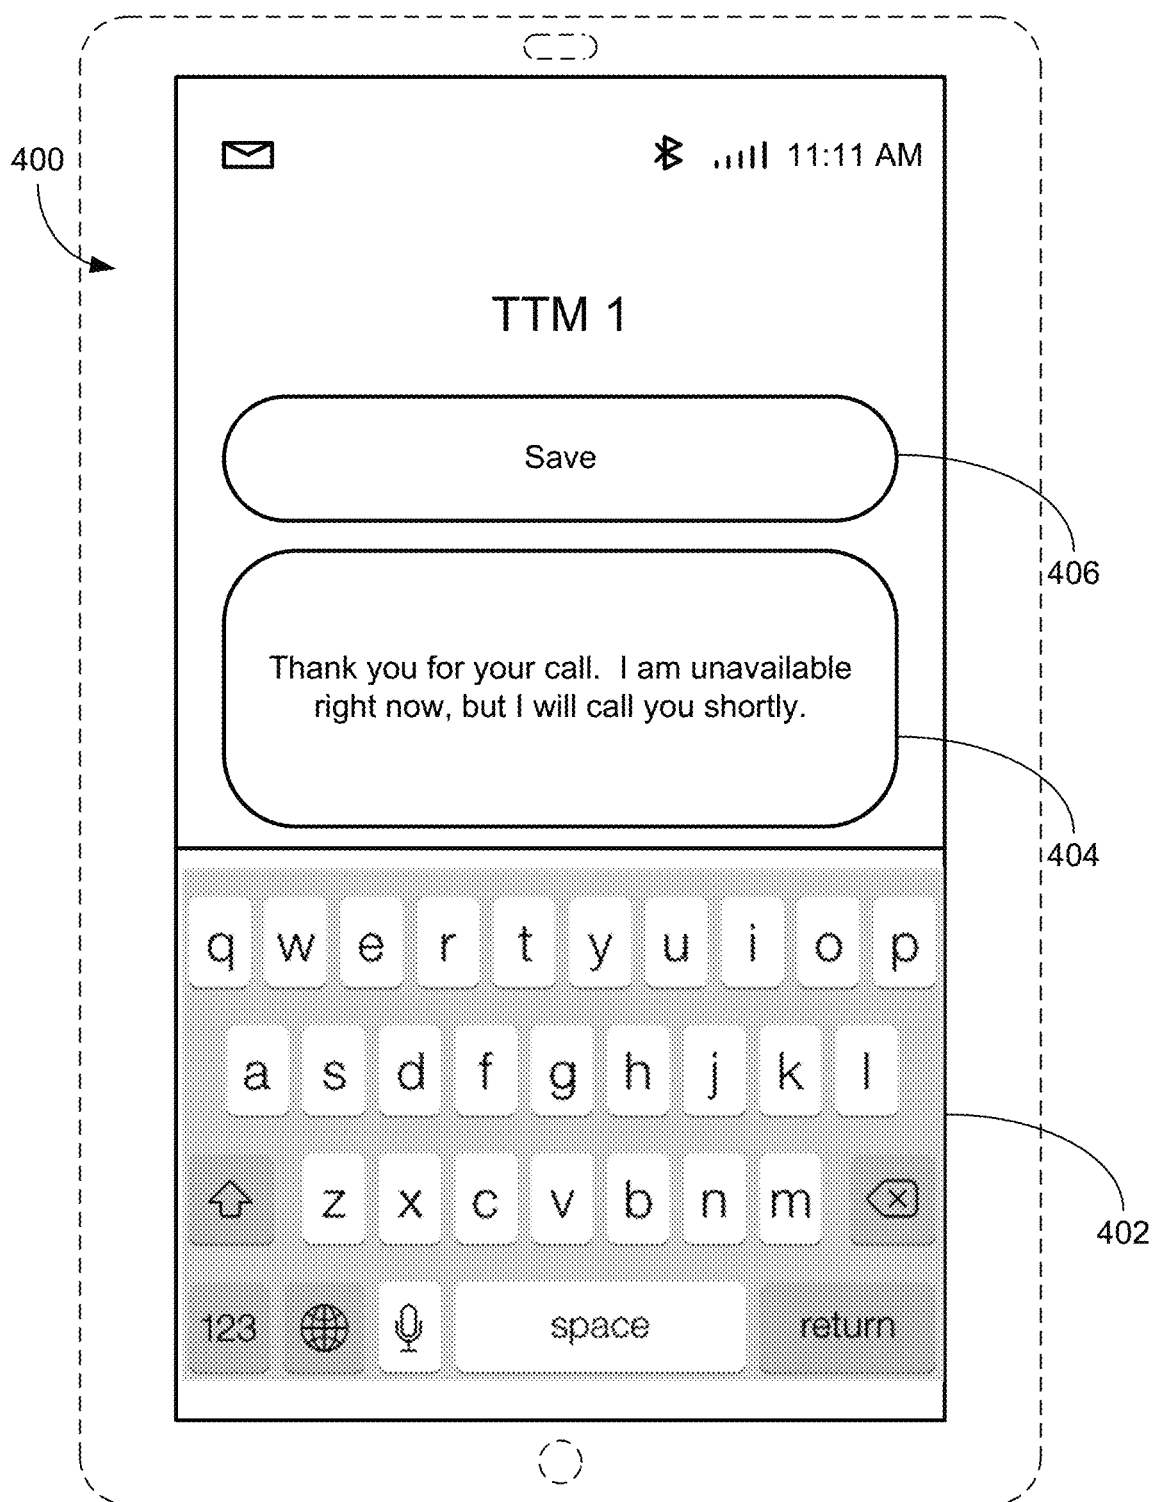 11:11 AM
400
TTM 1
Save
406
Thank you for your call. I am unavailable
right now, but I will call you shortly.
404
q w e r t y u i o p
a s d f g h j k l
z x c v b n m
402
123 space return